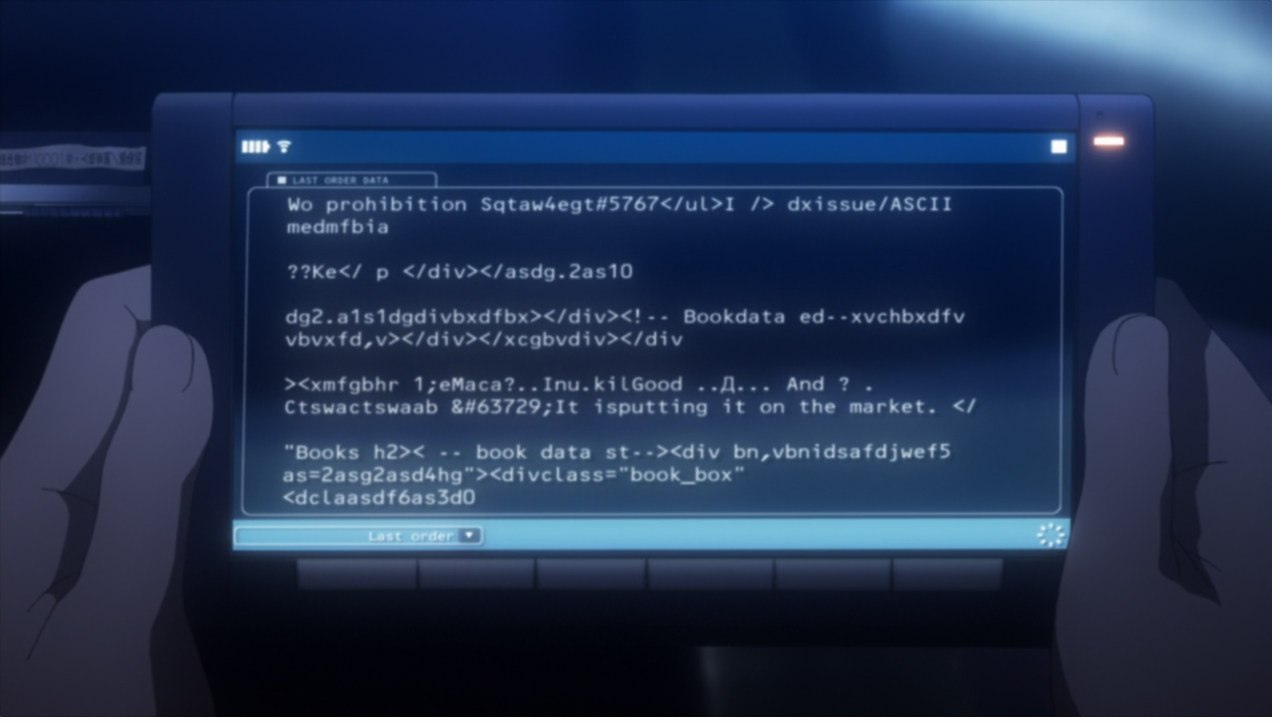 LAST ORDER DATA
Wo prohibition Sqtaw4egt#5767</ul>I /> dxissue/ASCII
medmfbia
??Ke</ p </div></asdg.2as10
dg2.a1s1dgdivbxdfbx></div><!-- Bookdata ed--xvchbxdfv
vbvxfd,v></div></xcgbvdiv></div
><xmfgbhr 1;eMaca?..Inu.kilGood ..Д... And ? .
Ctswactswaab &#63729;It isputting it on the market. </
"Books h2>< -- book data st--><div bn,vbnidsafdjwef5
as=2asg2asd4hg"><divclass="book_box"
<dclaasdf6as3d0
Last order